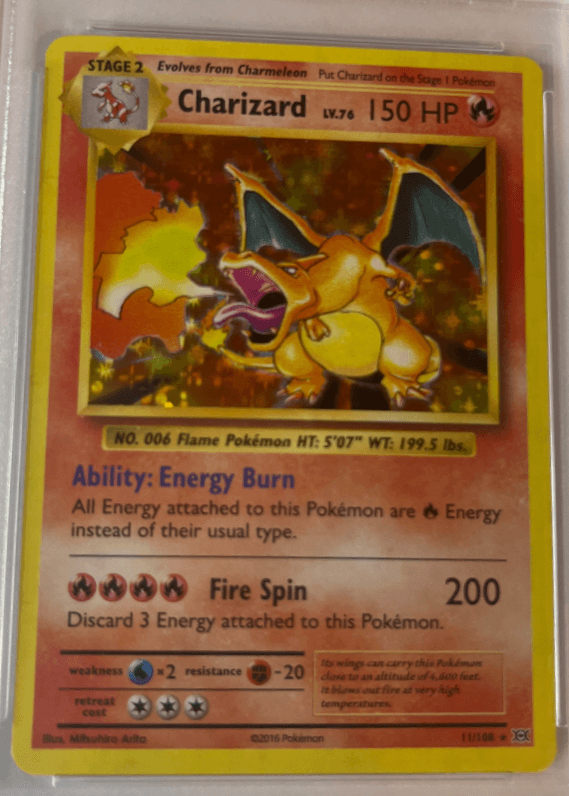 STAGE 2 Evolves from Charmeleon Put Charizard on the Stage 1 Pokémon
Charizard LV.76 150 HP
NO. 006 Flame Pokémon HT: 5'07" WT: 199.5 lbs.
Ability: Energy Burn
All Energy attached to this Pokémon are Energy
instead of their usual type.
Fire Spin 200
Discard 3 Energy attached to this Pokémon.
weakness ×2 resistance -20
retreat
cost
Its wings can carry this Pokémon
close to an altitude of 4,600 feet.
It blows out fire at very high
temperatures.
Illus. Mitsuhiro Arita ©2016 Pokémon 11/108 ★